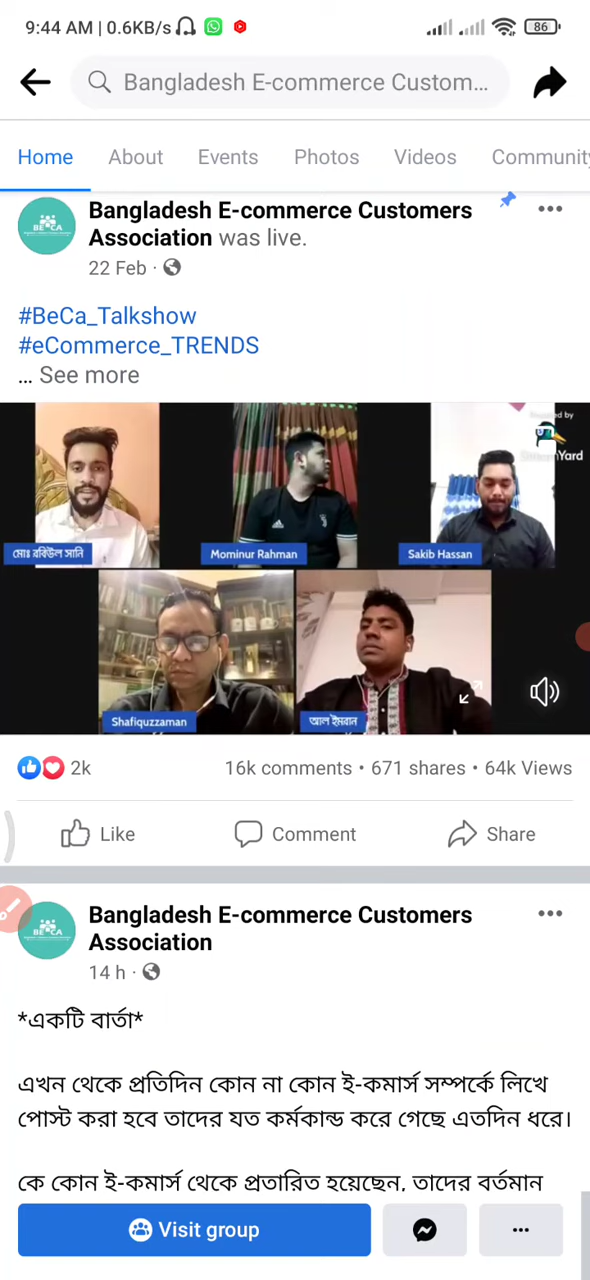 9:44 AM | 0.6KB/s
86
Bangladesh E-commerce Custom...
Home About Events Photos Videos Community
Bangladesh E-commerce Customers
Association was live.
22 Feb ·
#BeCa_Talkshow
#eCommerce_TRENDS
... See more
মোঃ রবিউল সানি
Mominur Rahman
Sakib Hassan
Shafiquzzaman
আল ইমরান
2k
16k comments • 671 shares • 64k Views
Like Comment Share
Bangladesh E-commerce Customers
Association
14 h ·
*একটি বার্তা*
এখন থেকে প্রতিদিন কোন না কোন ই-কমার্স সম্পর্কে লিখে
পোস্ট করা হবে তাদের যত কর্মকান্ড করে গেছে এতদিন ধরে।
কে কোন ই-কমার্স থেকে প্রতারিত হয়েছেন, তাদের বর্তমান
Visit group